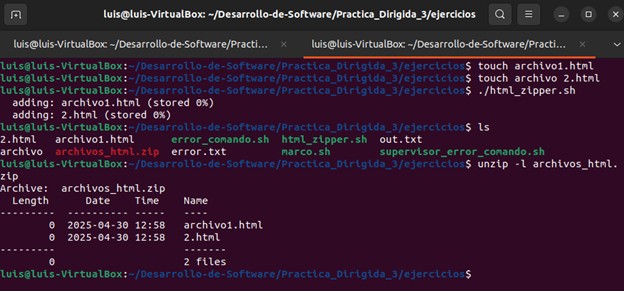 luis@luis-VirtualBox: ~/Desarrollo-de-Software/Practica_Dirigida_3/ejercicios
luis@luis-VirtualBox: ~/Desarrollo-de-Software/Practi… × luis@luis-VirtualBox: ~/Desarrollo-de-Software/Practi… ×
luis@luis-VirtualBox:~/Desarrollo-de-Software/Practica_Dirigida_3/ejercicios$ touch archivo1.html
luis@luis-VirtualBox:~/Desarrollo-de-Software/Practica_Dirigida_3/ejercicios$ touch archivo 2.html
luis@luis-VirtualBox:~/Desarrollo-de-Software/Practica_Dirigida_3/ejercicios$ ./html_zipper.sh
  adding: archivo1.html (stored 0%)
  adding: 2.html (stored 0%)
luis@luis-VirtualBox:~/Desarrollo-de-Software/Practica_Dirigida_3/ejercicios$ ls
2.html   archivo1.html      error_comando.sh  html_zipper.sh  out.txt
archivo  archivos_html.zip  error.txt         marco.sh        supervisor_error_comando.sh
luis@luis-VirtualBox:~/Desarrollo-de-Software/Practica_Dirigida_3/ejercicios$ unzip -l archivos_html.
zip
Archive:  archivos_html.zip
  Length      Date    Time    Name
---------  ---------- -----   ----
        0  2025-04-30 12:58   archivo1.html
        0  2025-04-30 12:58   2.html
---------                     -------
        0                     2 files
luis@luis-VirtualBox:~/Desarrollo-de-Software/Practica_Dirigida_3/ejercicios$